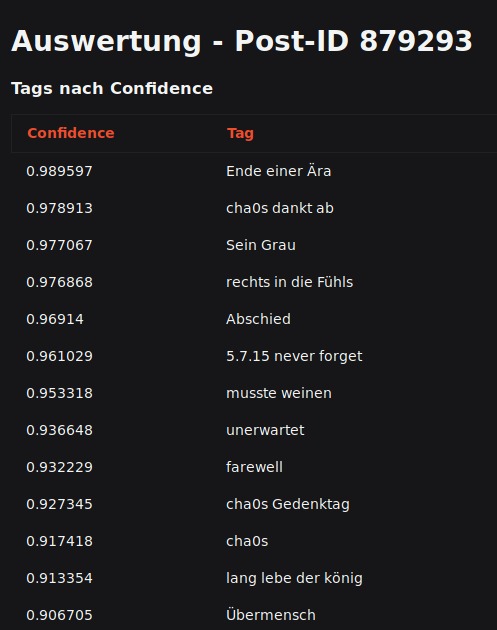 Auswertung - Post-ID 879293
Tags nach Confidence
Confidence Tag
0.989597 Ende einer Ära
0.978913 cha0s dankt ab
0.977067 Sein Grau
0.976868 rechts in die Fühls
0.96914 Abschied
0.961029 5.7.15 never forget
0.953318 musste weinen
0.936648 unerwartet
0.932229 farewell
0.927345 cha0s Gedenktag
0.917418 cha0s
0.913354 lang lebe der könig
0.906705 Übermensch